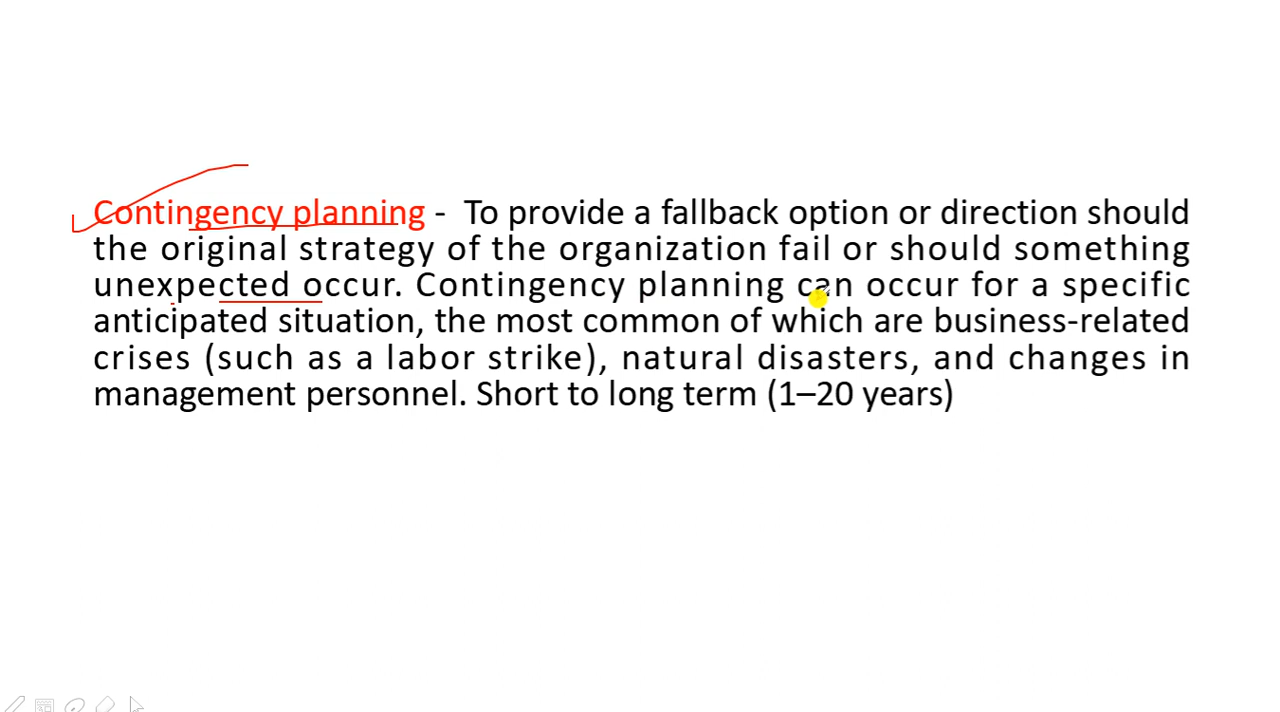 Contingency planning - To provide a fallback option or direction should
the original strategy of the organization fail or should something
unexpected occur. Contingency planning can occur for a specific
anticipated situation, the most common of which are business-related
crises (such as a labor strike), natural disasters, and changes in
management personnel. Short to long term (1–20 years)